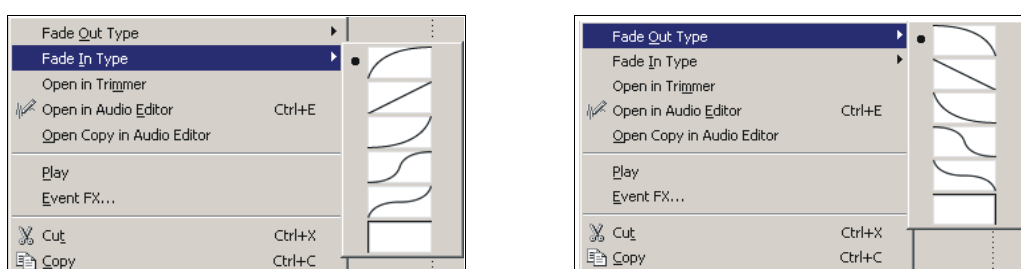 Fade Out Type
Fade In Type
Open in Trimmer
Open in Audio Editor Ctrl+E
Open Copy in Audio Editor
Play
Event FX...
Cut Ctrl+X
Copy Ctrl+C
Fade Out Type
Fade In Type
Open in Trimmer
Open in Audio Editor Ctrl+E
Open Copy in Audio Editor
Play
Event FX...
Cut Ctrl+X
Copy Ctrl+C